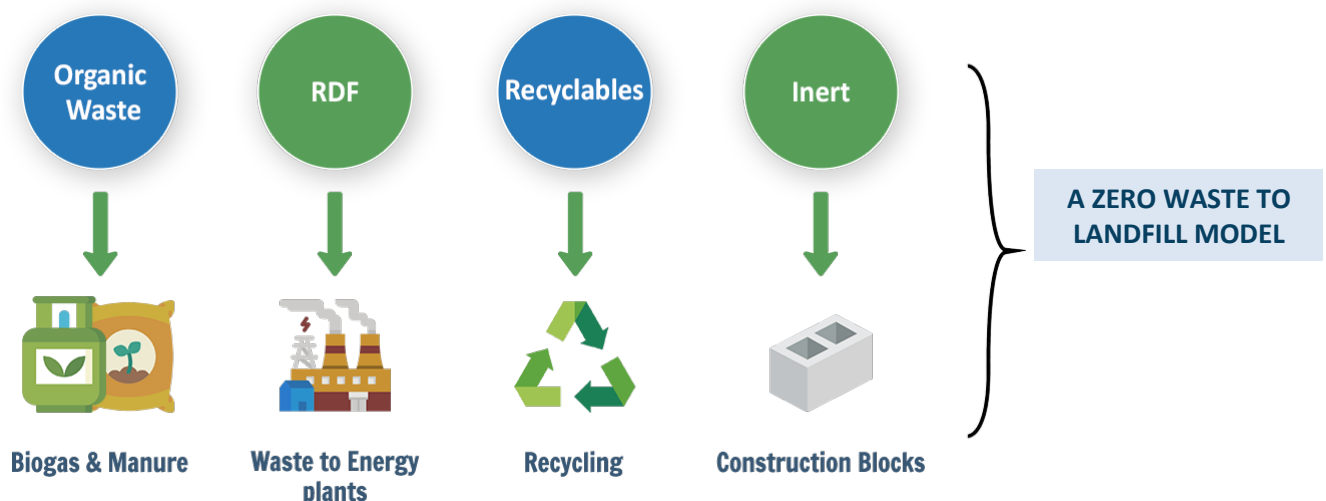 Organic
Waste
RDF
Recyclables
Inert
A ZERO WASTE TO
LANDFILL MODEL
Biogas & Manure
Waste to Energy
plants
Recycling
Construction Blocks